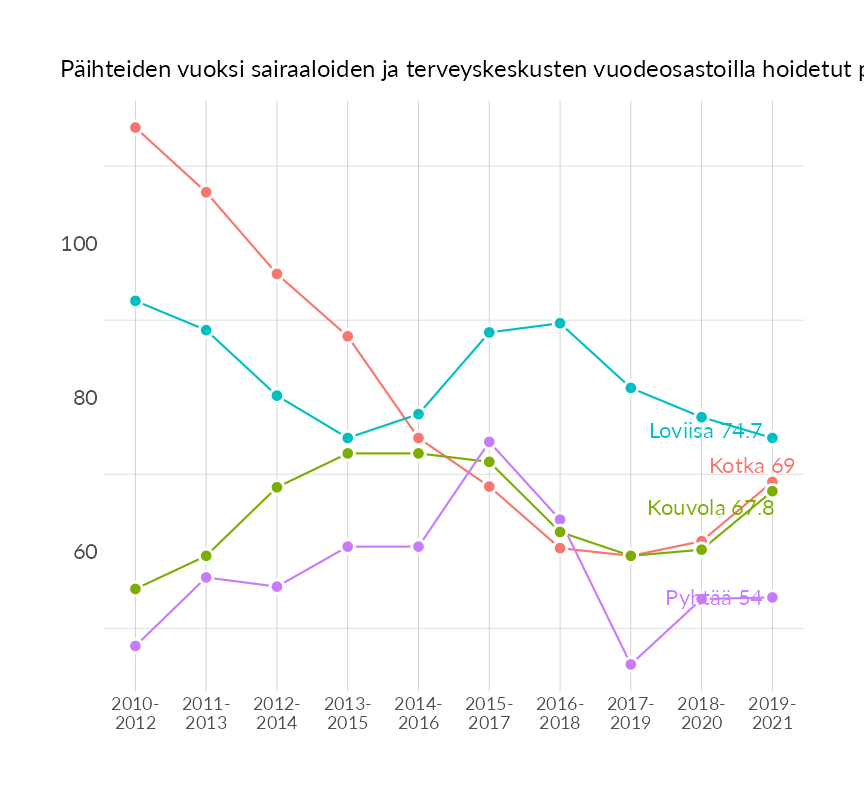 Päihteiden vuoksi sairaaloiden ja terveyskeskusten vuodeosastoilla hoidetut
100
80
60
Loviisa 74.7
Kotka 69
Kouvola 67.8
Pyhtää 54
2010- 2011- 2012- 2013- 2014- 2015- 2016- 2017- 2018- 2019-
2012 2013 2014 2015 2016 2017 2018 2019 2020 2021